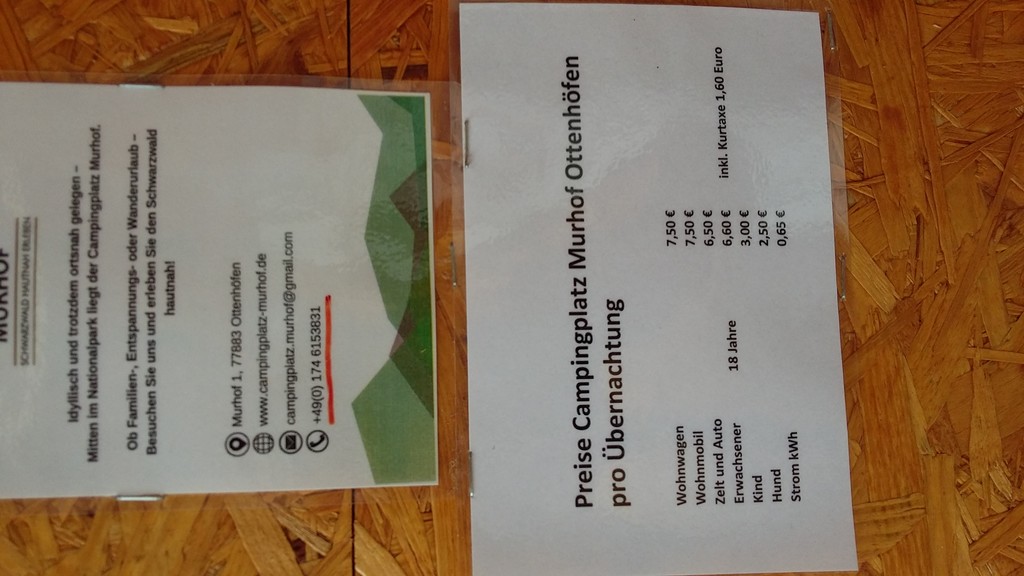 MURHOF
SCHWARZWALD HAUTNAH ERLEBEN
Idyllisch und trotzdem ortsnah gelegen –
Mitten im Nationalpark liegt der Campingplatz Murhof.
Ob Familien-, Entspannungs- oder Wanderurlaub –
Besuchen Sie uns und erleben Sie den Schwarzwald
hautnah!
Murhof 1, 77883 Ottenhöfen
www.campingplatz-murhof.de
campingplatz.murhof@gmail.com
+49(0) 174 6153831
Preise Campingplatz Murhof Ottenhöfen
pro Übernachtung
Wohnwagen 7,50 €
Wohnmobil 7,50 €
Zelt und Auto 6,50 €
Erwachsener 18 Jahre 6,60 € inkl. Kurtaxe 1,60 Euro
Kind 3,00 €
Hund 2,50 €
Strom kWh 0,65 €